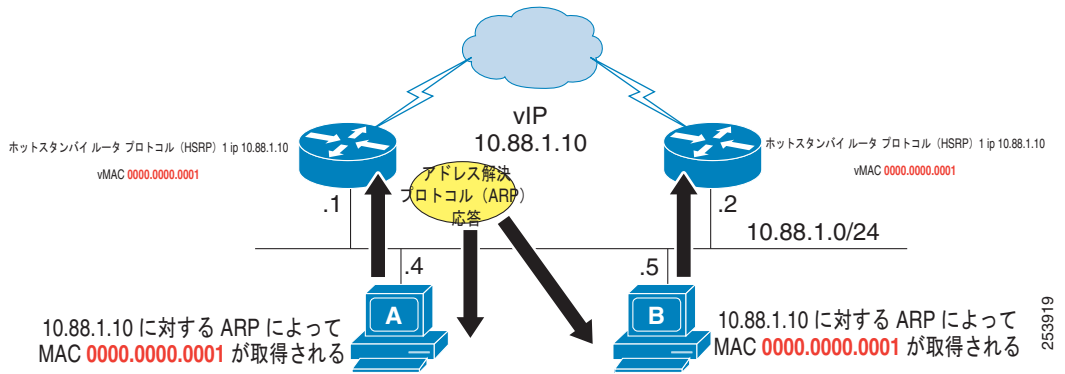 vIP
10.88.1.10
ホットスタンバイ ルータ プロトコル（HSRP）1 ip 10.88.1.10
vMAC 0000.0000.0001
ホットスタンバイ ルータ プロトコル（HSRP）1 ip 10.88.1.10
vMAC 0000.0000.0001
アドレス解決
プロトコル（ARP）
応答
.1
.2
10.88.1.0/24
.4
.5
A
B
10.88.1.10 に対する ARP によって
MAC 0000.0000.0001 が取得される
10.88.1.10 に対する ARP によって
MAC 0000.0000.0001 が取得される
253919